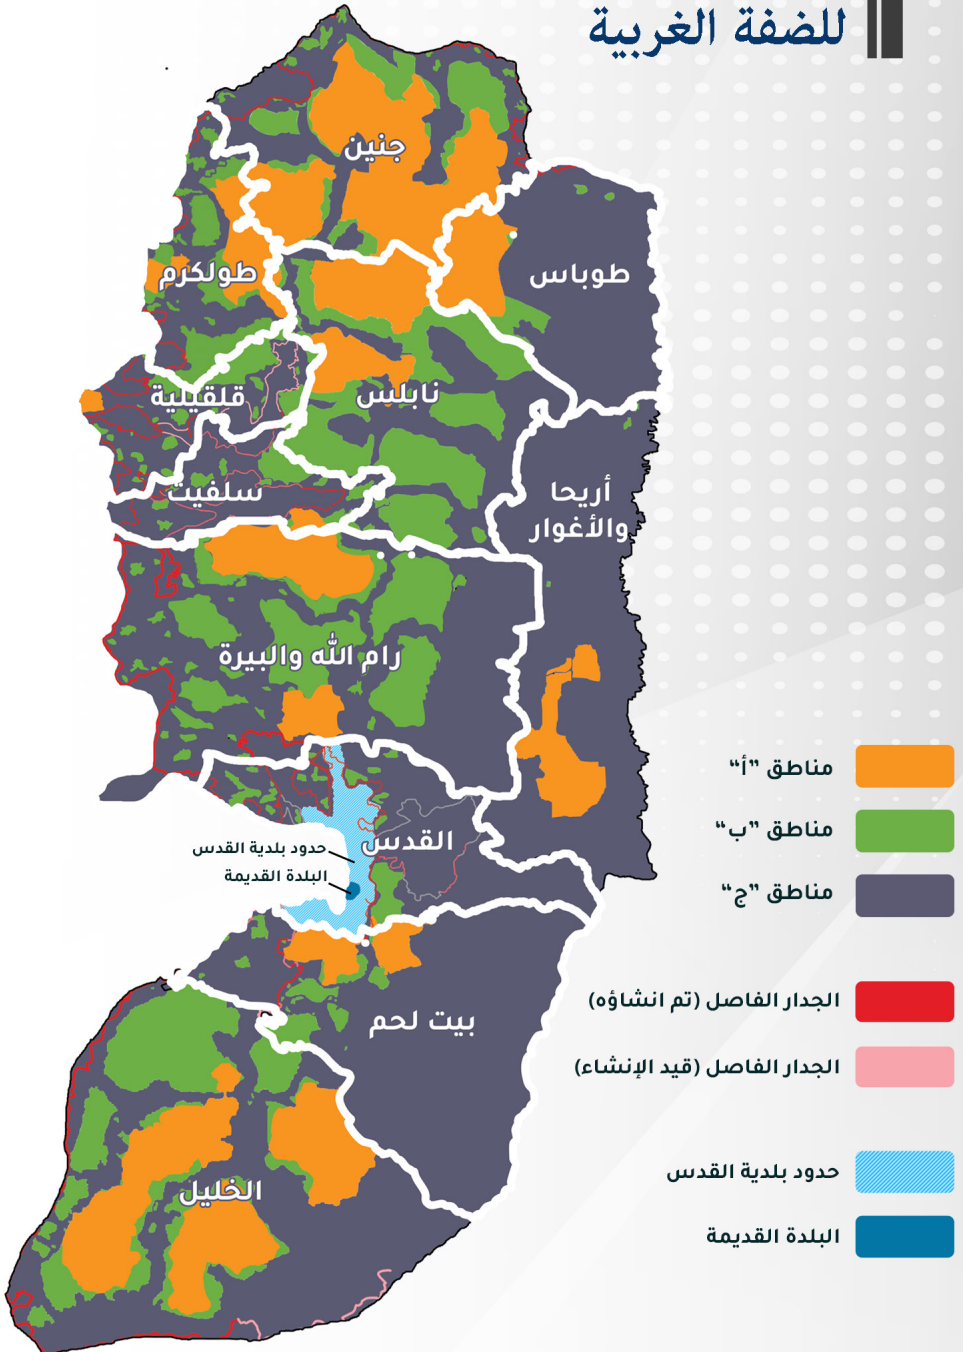 للضفة الغربية
جنين
طوباس
طولكرم
نابلس
قلقيلية
سلفيت
أريحا
والأغوار
رام الله والبيرة
القدس
حدود بلدية القدس
البلدة القديمة
بيت لحم
الخليل
مناطق "أ"
مناطق "ب"
مناطق "ج"
الجدار الفاصل (تم انشاؤه)
الجدار الفاصل (قيد الإنشاء)
حدود بلدية القدس
البلدة القديمة